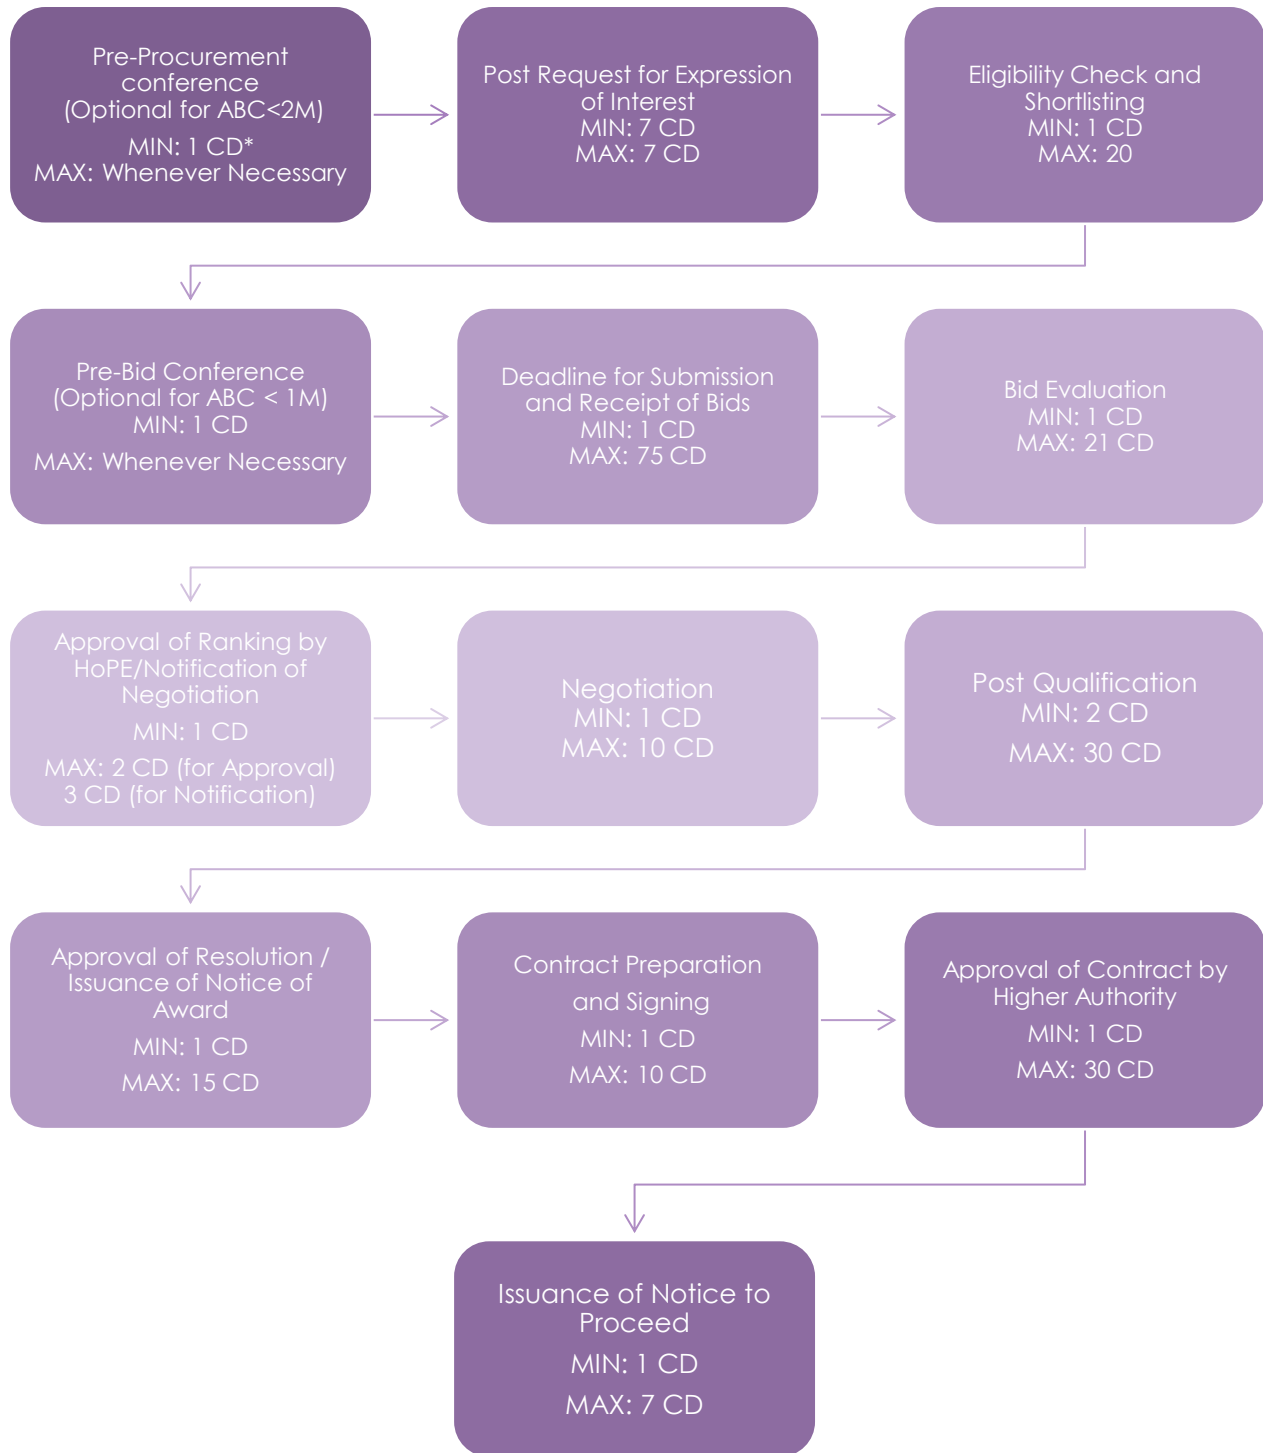 Pre-Procurement
conference
(Optional for ABC<2M)
MIN: 1 CD*
MAX: Whenever Necessary
Post Request for Expression
of Interest
MIN: 7 CD
MAX: 7 CD
Eligibility Check and
Shortlisting
MIN: 1 CD
MAX: 20
Pre-Bid Conference
(Optional for ABC < 1M)
MIN: 1 CD
MAX: Whenever Necessary
Deadline for Submission
and Receipt of Bids
MIN: 1 CD
MAX: 75 CD
Bid Evaluation
MIN: 1 CD
MAX: 21 CD
Approval of Ranking by
HoPE/Notification of
Negotiation
MIN: 1 CD
MAX: 2 CD (for Approval)
3 CD (for Notification)
Negotiation
MIN: 1 CD
MAX: 10 CD
Post Qualification
MIN: 2 CD
MAX: 30 CD
Approval of Resolution /
Issuance of Notice of
Award
MIN: 1 CD
MAX: 15 CD
Contract Preparation
and Signing
MIN: 1 CD
MAX: 10 CD
Approval of Contract by
Higher Authority
MIN: 1 CD
MAX: 30 CD
Issuance of Notice to
Proceed
MIN: 1 CD
MAX: 7 CD